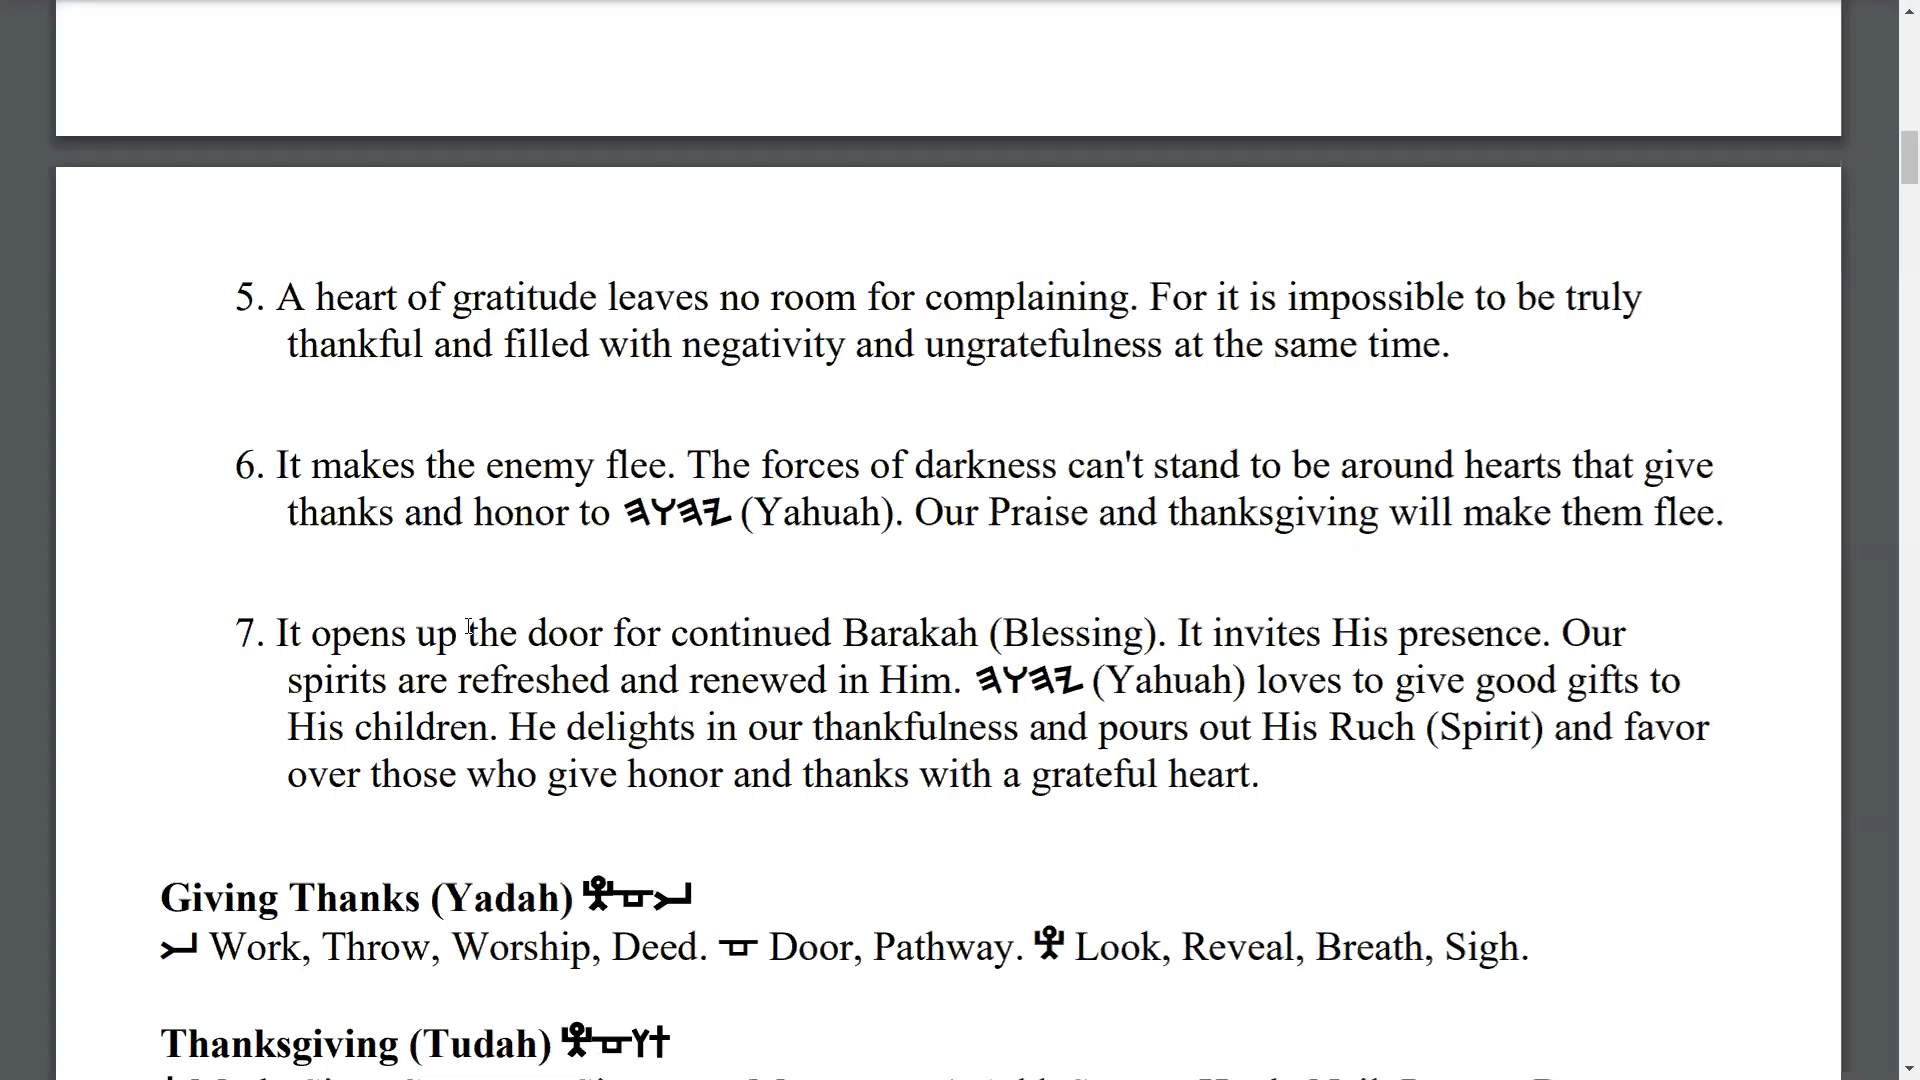 5. A heart of gratitude leaves no room for complaining. For it is impossible to be truly
thankful and filled with negativity and ungratefulness at the same time.
6. It makes the enemy flee. The forces of darkness can't stand to be around hearts that give
thanks and honor to 𐤄𐤅𐤄𐤉 (Yahuah). Our Praise and thanksgiving will make them flee.
7. It opens up the door for continued Barakah (Blessing). It invites His presence. Our
spirits are refreshed and renewed in Him. 𐤄𐤅𐤄𐤉 (Yahuah) loves to give good gifts to
His children. He delights in our thankfulness and pours out His Ruch (Spirit) and favor
over those who give honor and thanks with a grateful heart.
Giving Thanks (Yadah)
Work, Throw, Worship, Deed. Door, Pathway. Look, Reveal, Breath, Sigh.
Thanksgiving (Tudah)